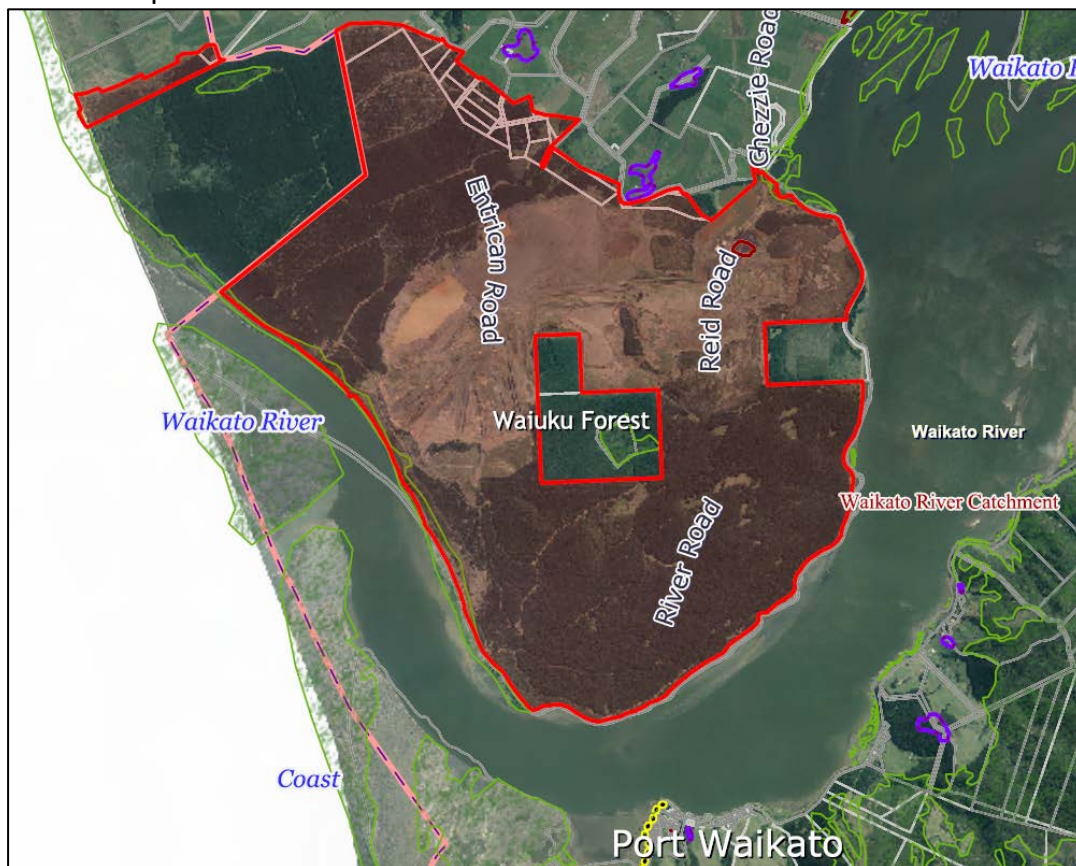 Chezzie Road
Waikato R
Entrican Road
Reid Road
Waikato River
Waiuku Forest
Waikato River
Waikato River Catchment
River Road
Coast
Port Waikato